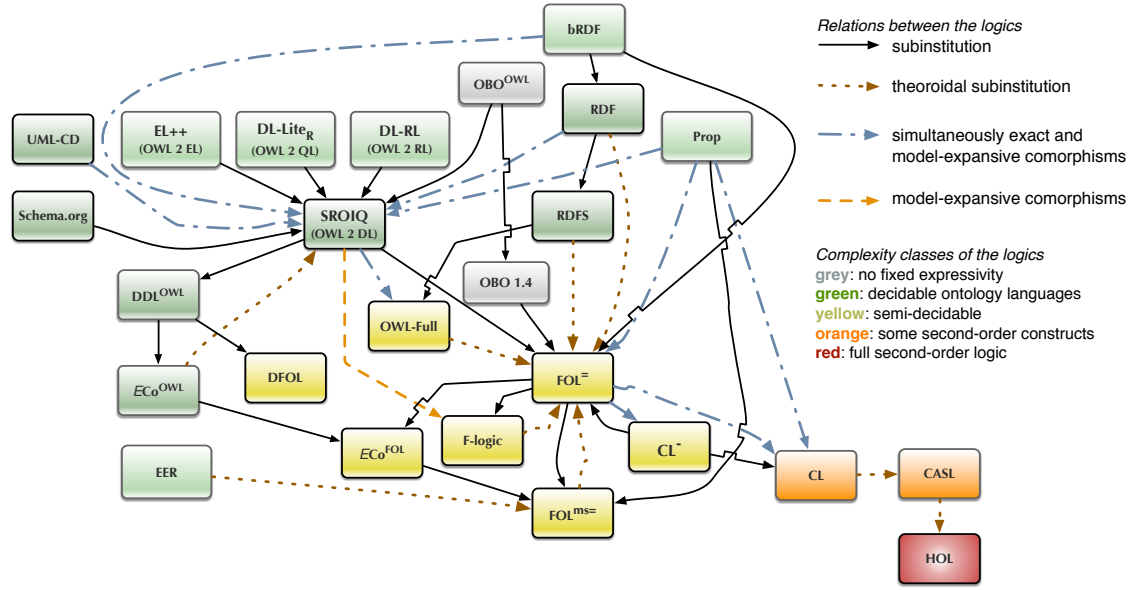 bRDF
Relations between the logics
subinstitution
OBO^OWL
RDF
theoroidal subinstitution
UML-CD
EL++
(OWL 2 EL)
DL-Lite_R
(OWL 2 QL)
DL-RL
(OWL 2 RL)
Prop
simultaneously exact and
model-expansive comorphisms
model-expansive comorphisms
Schema.org
SROIQ
(OWL 2 DL)
RDFS
Complexity classes of the logics
grey: no fixed expressivity
green: decidable ontology languages
yellow: semi-decidable
orange: some second-order constructs
red: full second-order logic
DDL^OWL
OBO 1.4
OWL-Full
ECo^OWL
DFOL
FOL^=
F-logic
ECo^FOL
CL^-
EER
CL
CASL
FOL^ms=
HOL